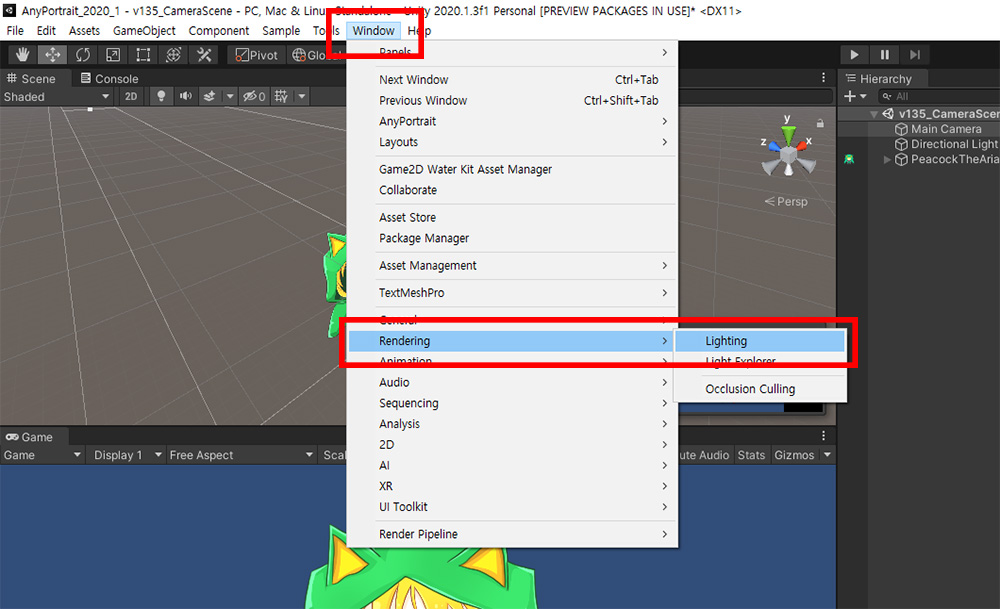 AnyPortrait_2020_1 - v135_CameraScene - PC, Mac & Linux Standalone - Unity 2020.1.3f1 Personal [PREVIEW PACKAGES IN USE]* <DX11>
File Edit Assets GameObject Component Sample Tools Window Help
Pivot Global
Panels
Scene Console
Hierarchy
Next Window Ctrl+Tab
Shaded 2D 0 All
Previous Window Ctrl+Shift+Tab
v135_CameraScen
AnyPortrait
Main Camera
Layouts
Directional Light
y
z x
PeacockTheAria
Game2D Water Kit Asset Manager
Collaborate
Persp
Asset Store
Package Manager
Asset Management
TextMeshPro
General
Rendering Lighting
Animation Light Explorer
Audio Occlusion Culling
Sequencing
Analysis
Game
2D
Game Display 1 Free Aspect Scal ute Audio Stats Gizmos
AI
XR
UI Toolkit
Render Pipeline